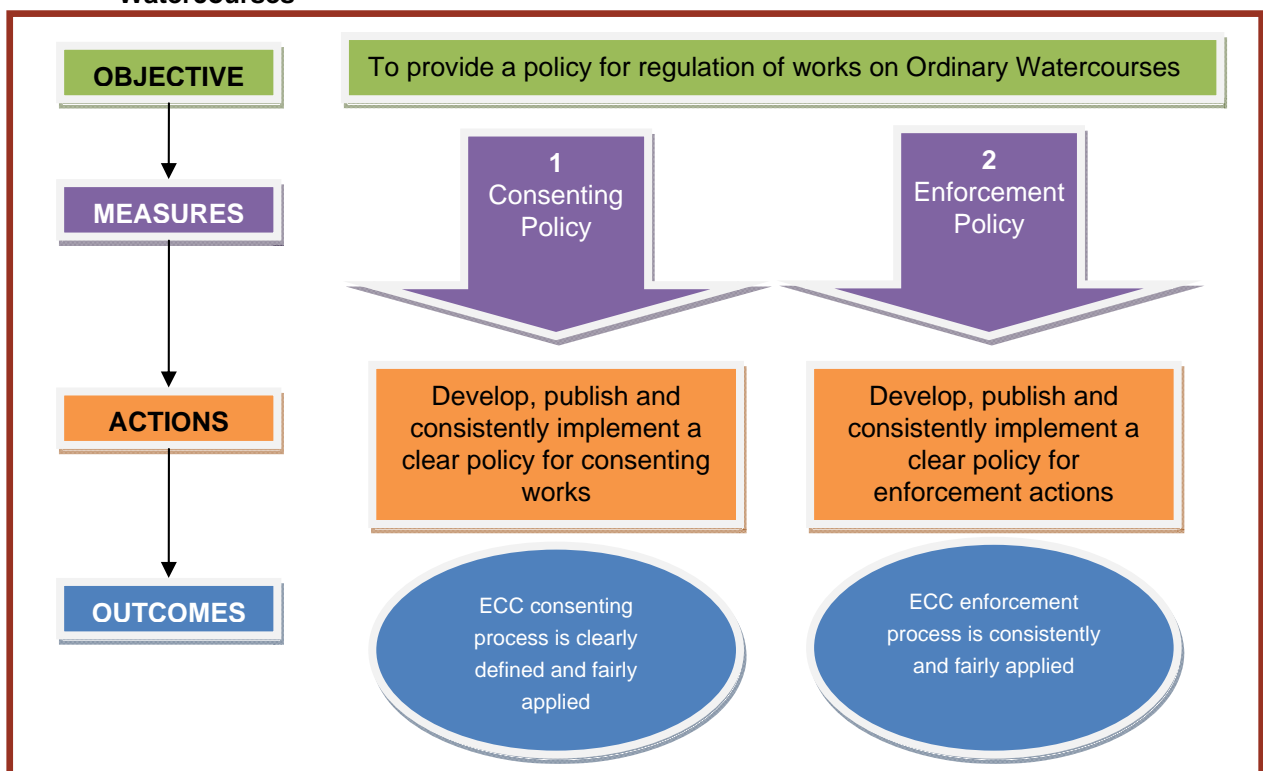 Watercourses
OBJECTIVE
To provide a policy for regulation of works on Ordinary Watercourses
MEASURES
1
Consenting
Policy
2
Enforcement
Policy
ACTIONS
Develop, publish and
consistently implement a
clear policy for consenting
works
Develop, publish and
consistently implement a
clear policy for
enforcement actions
OUTCOMES
ECC consenting
process is clearly
defined and fairly
applied
ECC enforcement
process is consistently
and fairly applied